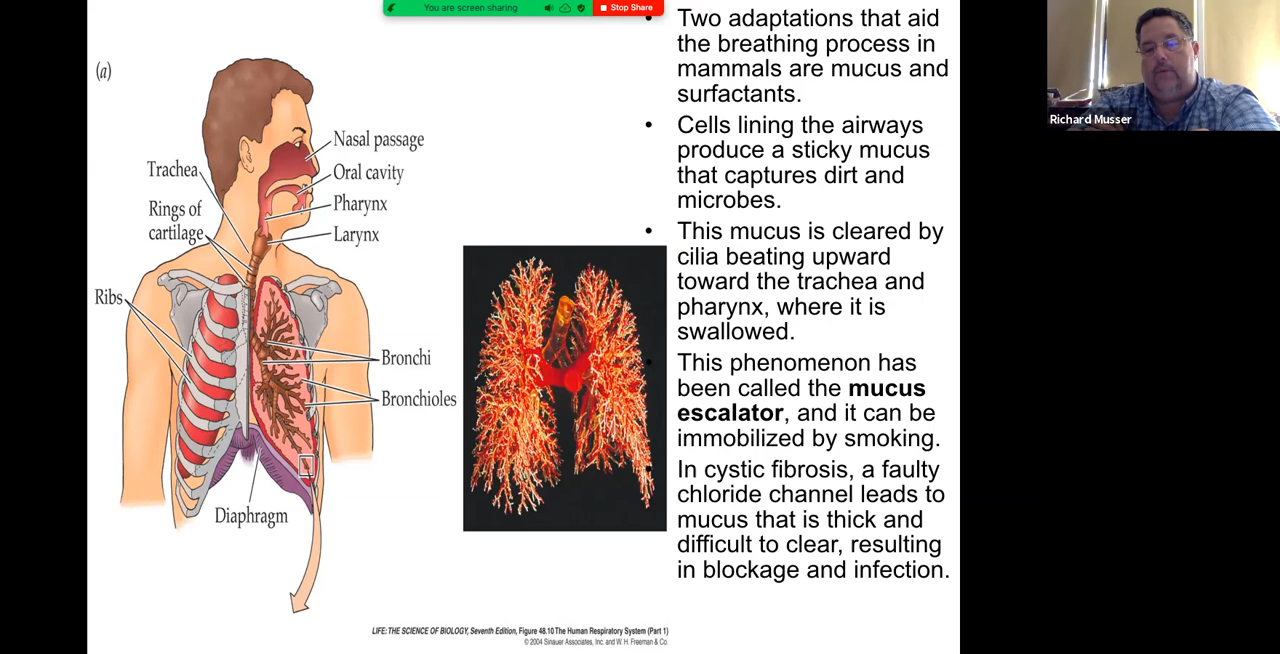 You are screen sharing
Stop Share
(a)
Nasal passage
Trachea
Oral cavity
Rings of
cartilage
Pharynx
Larynx
Ribs
Bronchi
Bronchioles
Diaphragm
LIFE: THE SCIENCE OF BIOLOGY, Seventh Edition, Figure 48.10 The Human Respiratory System (Part 1)
© 2004 Sinauer Associates, Inc. and W. H. Freeman & Co.
• Two adaptations that aid
the breathing process in
mammals are mucus and
surfactants.
• Cells lining the airways
produce a sticky mucus
that captures dirt and
microbes.
• This mucus is cleared by
cilia beating upward
toward the trachea and
pharynx, where it is
swallowed.
• This phenomenon has
been called the mucus
escalator, and it can be
immobilized by smoking.
• In cystic fibrosis, a faulty
chloride channel leads to
mucus that is thick and
difficult to clear, resulting
in blockage and infection.
Richard Musser